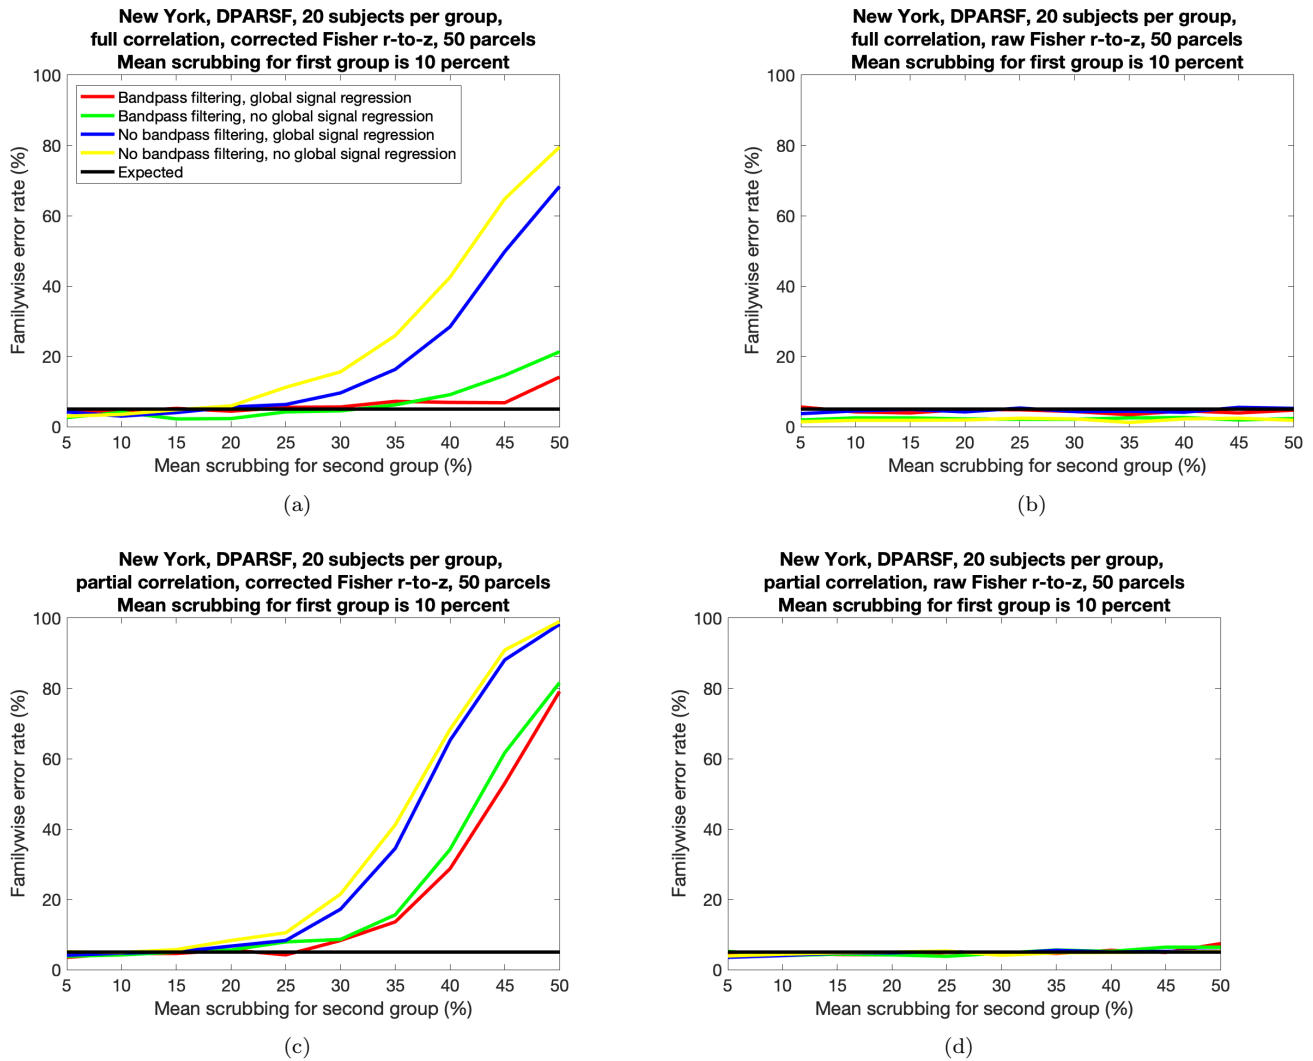 New York, DPARSF, 20 subjects per group,
full correlation, corrected Fisher r-to-z, 50 parcels
Mean scrubbing for first group is 10 percent
100
80
60
40
20
0
Familywise error rate (%)
Bandpass filtering, global signal regression
Bandpass filtering, no global signal regression
No bandpass filtering, global signal regression
No bandpass filtering, no global signal regression
Expected
5 10 15 20 25 30 35 40 45 50
Mean scrubbing for second group (%)
(a)
New York, DPARSF, 20 subjects per group,
full correlation, raw Fisher r-to-z, 50 parcels
Mean scrubbing for first group is 10 percent
100
80
60
40
20
0
Familywise error rate (%)
5 10 15 20 25 30 35 40 45 50
Mean scrubbing for second group (%)
(b)
New York, DPARSF, 20 subjects per group,
partial correlation, corrected Fisher r-to-z, 50 parcels
Mean scrubbing for first group is 10 percent
100
80
60
40
20
0
Familywise error rate (%)
5 10 15 20 25 30 35 40 45 50
Mean scrubbing for second group (%)
(c)
New York, DPARSF, 20 subjects per group,
partial correlation, raw Fisher r-to-z, 50 parcels
Mean scrubbing for first group is 10 percent
100
80
60
40
20
0
Familywise error rate (%)
5 10 15 20 25 30 35 40 45 50
Mean scrubbing for second group (%)
(d)